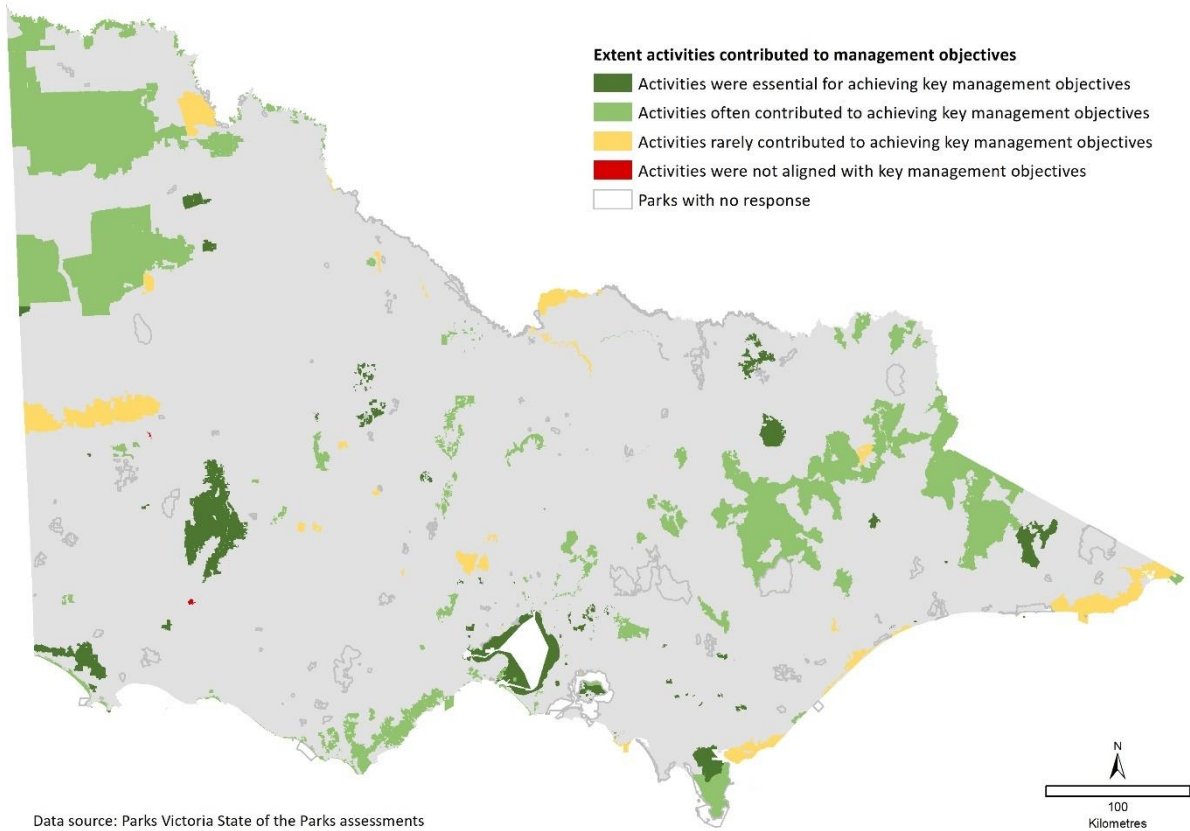 Extent activities contributed to management objectives
Activities were essential for achieving key management objectives
Activities often contributed to achieving key management objectives
Activities rarely contributed to achieving key management objectives
Activities were not aligned with key management objectives
Parks with no response
N
100
Kilometres
Data source: Parks Victoria State of the Parks assessments